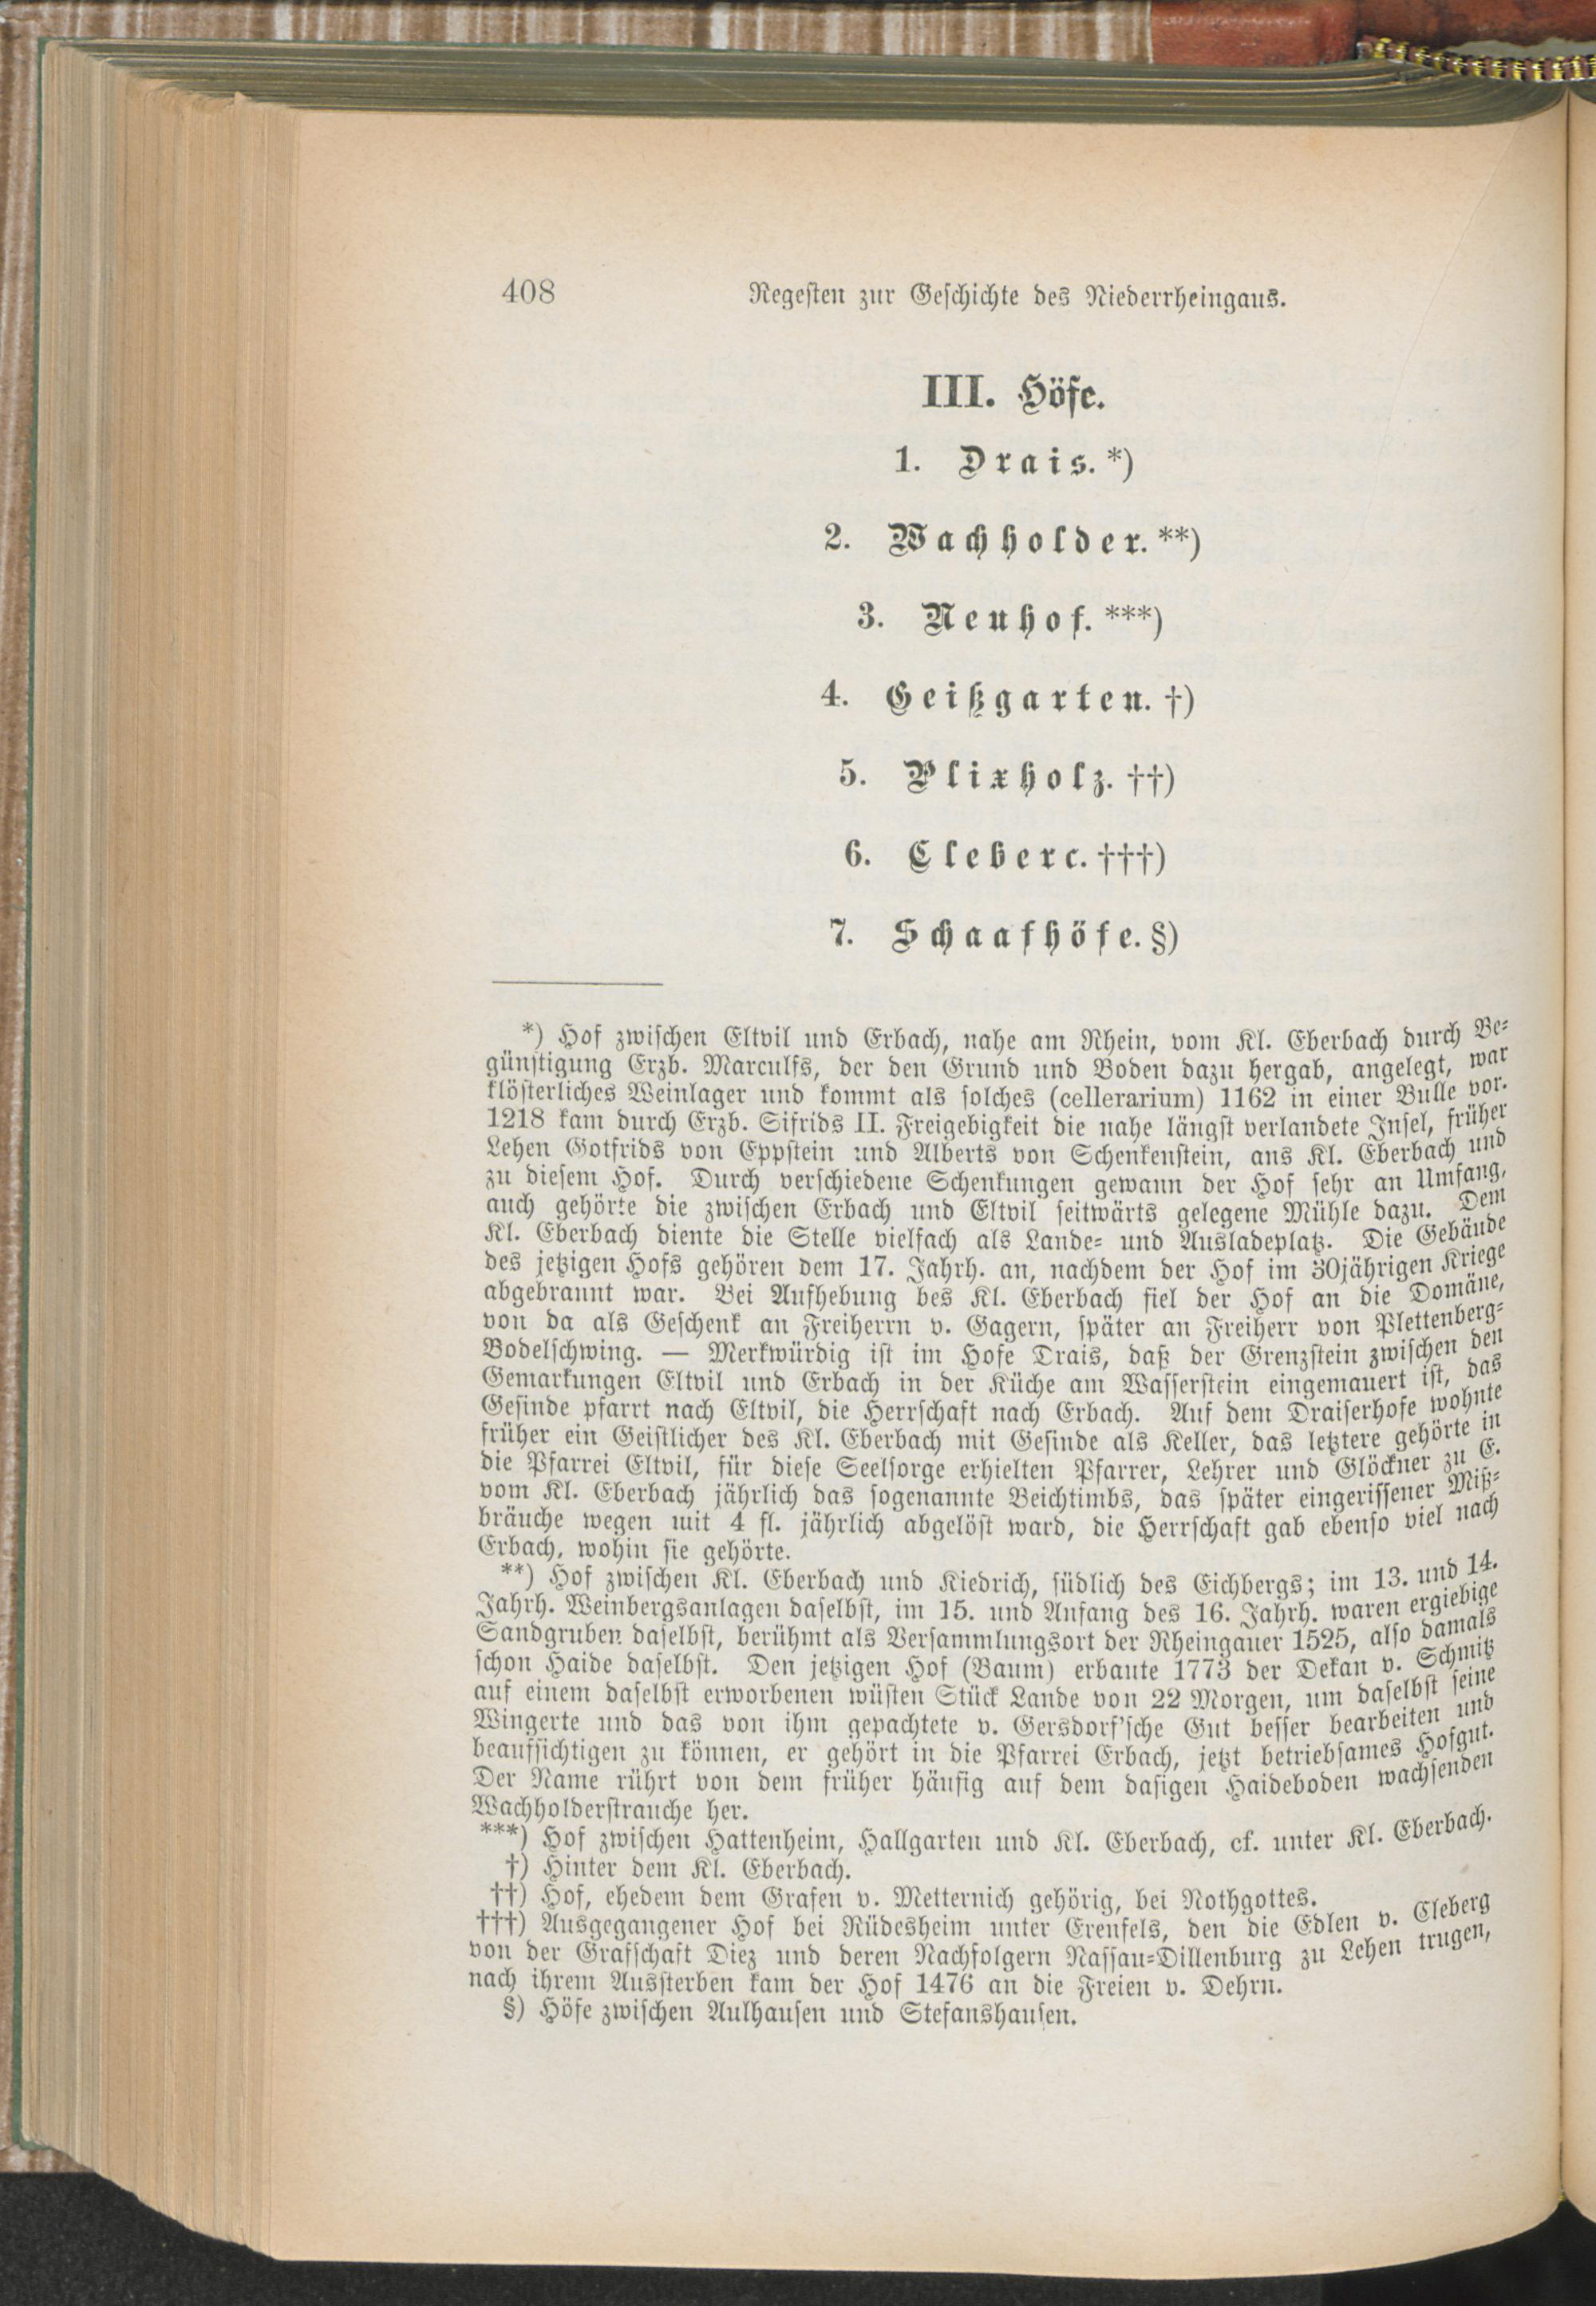 408 Regesten zur Geschichte des Niederrheingaus.
III. Höfe.
1. Drais.*)
2. Wachholder.**)
3. Neuhof.***)
4. Geißgarten.†)
5. Plixholz.††)
6. Cleberc.†††)
7. Schaafhöfe.§)
*) Hof zwischen Eltvil und Erbach, nahe am Rhein, vom Kl. Eberbach durch Be-
günstigung Erzb. Marculfs, der den Grund und Boden dazu hergab, angelegt, war
klösterliches Weinlager und kommt als solches (cellerarium) 1162 in einer Bulle vor.
1218 kam durch Erzb. Sifrids II. Freigebigkeit die nahe längst verlandete Insel, früher
Lehen Gotfrids von Eppstein und Alberts von Schenkenstein, ans Kl. Eberbach und
zu diesem Hof. Durch verschiedene Schenkungen gewann der Hof sehr an Umfang,
auch gehörte die zwischen Erbach und Eltvil seitwärts gelegene Mühle dazu. Dem
Kl. Eberbach diente die Stelle vielfach als Lande- und Ausladeplatz. Die Gebäude
des jetzigen Hofs gehören dem 17. Jahrh. an, nachdem der Hof im 30jährigen Kriege
abgebrannt war. Bei Aufhebung bes Kl. Eberbach fiel der Hof an die Domäne,
von da als Geschenk an Freiherrn v. Gagern, später an Freiherr von Plettenberg-
Bodelschwing. — Merkwürdig ist im Hofe Drais, daß der Grenzstein zwischen den
Gemarkungen Eltvil und Erbach in der Küche am Wasserstein eingemauert ist, das
Gesinde pfarrt nach Eltvil, die Herrschaft nach Erbach. Auf dem Draiserhofe wohnte
früher ein Geistlicher des Kl. Eberbach mit Gesinde als Keller, das letztere gehörte in
die Pfarrei Eltvil, für diese Seelsorge erhielten Pfarrer, Lehrer und Glöckner zu E.
vom Kl. Eberbach jährlich das sogenannte Beichtimbs, das später eingerissener Miß-
bräuche wegen mit 4 fl. jährlich abgelöst ward, die Herrschaft gab ebenso viel nach
Erbach, wohin sie gehörte.
**) Hof zwischen Kl. Eberbach und Kiedrich, südlich des Eichbergs; im 13. und 14.
Jahrh. Weinbergsanlagen daselbst, im 15. und Anfang des 16. Jahrh. waren ergiebige
Sandgruben daselbst, berühmt als Versammlungsort der Rheingauer 1525, also damals
schon Haide daselbst. Den jetzigen Hof (Baum) erbaute 1773 der Dekan v. Schmitz
auf einem daselbst erworbenen wüsten Stück Lande von 22 Morgen, um daselbst seine
Wingerte und das von ihm gepachtete v. Gersdorf'sche Gut besser bearbeiten und
beaufsichtigen zu können, er gehört in die Pfarrei Erbach, jetzt betriebsames Hofgut.
Der Name rührt von dem früher häufig auf dem dasigen Haideboden wachsenden
Wachholderstrauche her.
***) Hof zwischen Hattenheim, Hallgarten und Kl. Eberbach, cf. unter Kl. Eberbach.
†) Hinter dem Kl. Eberbach.
††) Hof, ehedem dem Grafen v. Metternich gehörig, bei Nothgottes.
†††) Ausgegangener Hof bei Rüdesheim unter Erenfels, den die Edlen v. Cleberg
von der Grafschaft Diez und deren Nachfolgern Nassau-Dillenburg zu Lehen trugen,
nach ihrem Aussterben kam der Hof 1476 an die Freien v. Dehrn.
§) Höfe zwischen Aulhausen und Stefanshausen.